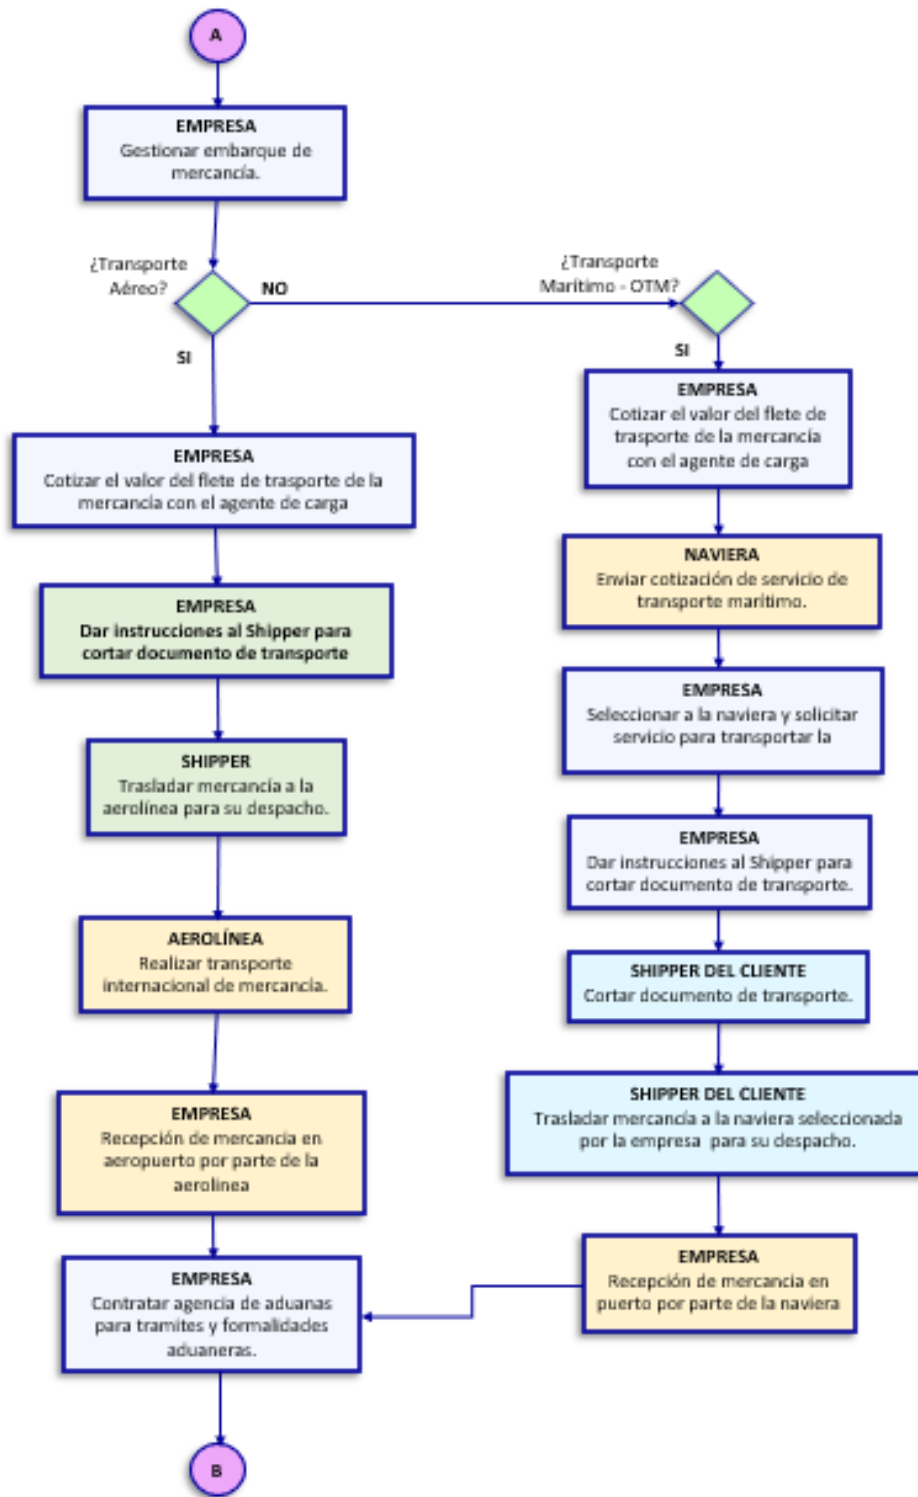 A
EMPRESA
Gestionar embarque de
mercancía.
¿Transporte
Aéreo?
NO
SI
¿Transporte
Marítimo - OTM?
SI
EMPRESA
Cotizar el valor del flete de trasporte de la
mercancía con el agente de carga
EMPRESA
Dar instrucciones al Shipper para
cortar documento de transporte
SHIPPER
Trasladar mercancía a la
aerolínea para su despacho.
AEROLÍNEA
Realizar transporte
internacional de mercancía.
EMPRESA
Recepción de mercancia en
aeropuerto por parte de la
aerolinea
EMPRESA
Contratar agencia de aduanas
para tramites y formalidades
aduaneras.
B
EMPRESA
Cotizar el valor del flete de
trasporte de la mercancía
con el agente de carga
NAVIERA
Enviar cotización de servicio de
transporte marítimo.
EMPRESA
Seleccionar a la naviera y solicitar
servicio para transportar la
EMPRESA
Dar instrucciones al Shipper para
cortar documento de transporte.
SHIPPER DEL CLIENTE
Cortar documento de transporte.
SHIPPER DEL CLIENTE
Trasladar mercancía a la naviera seleccionada
por la empresa para su despacho.
EMPRESA
Recepción de mercancia en
puerto por parte de la naviera